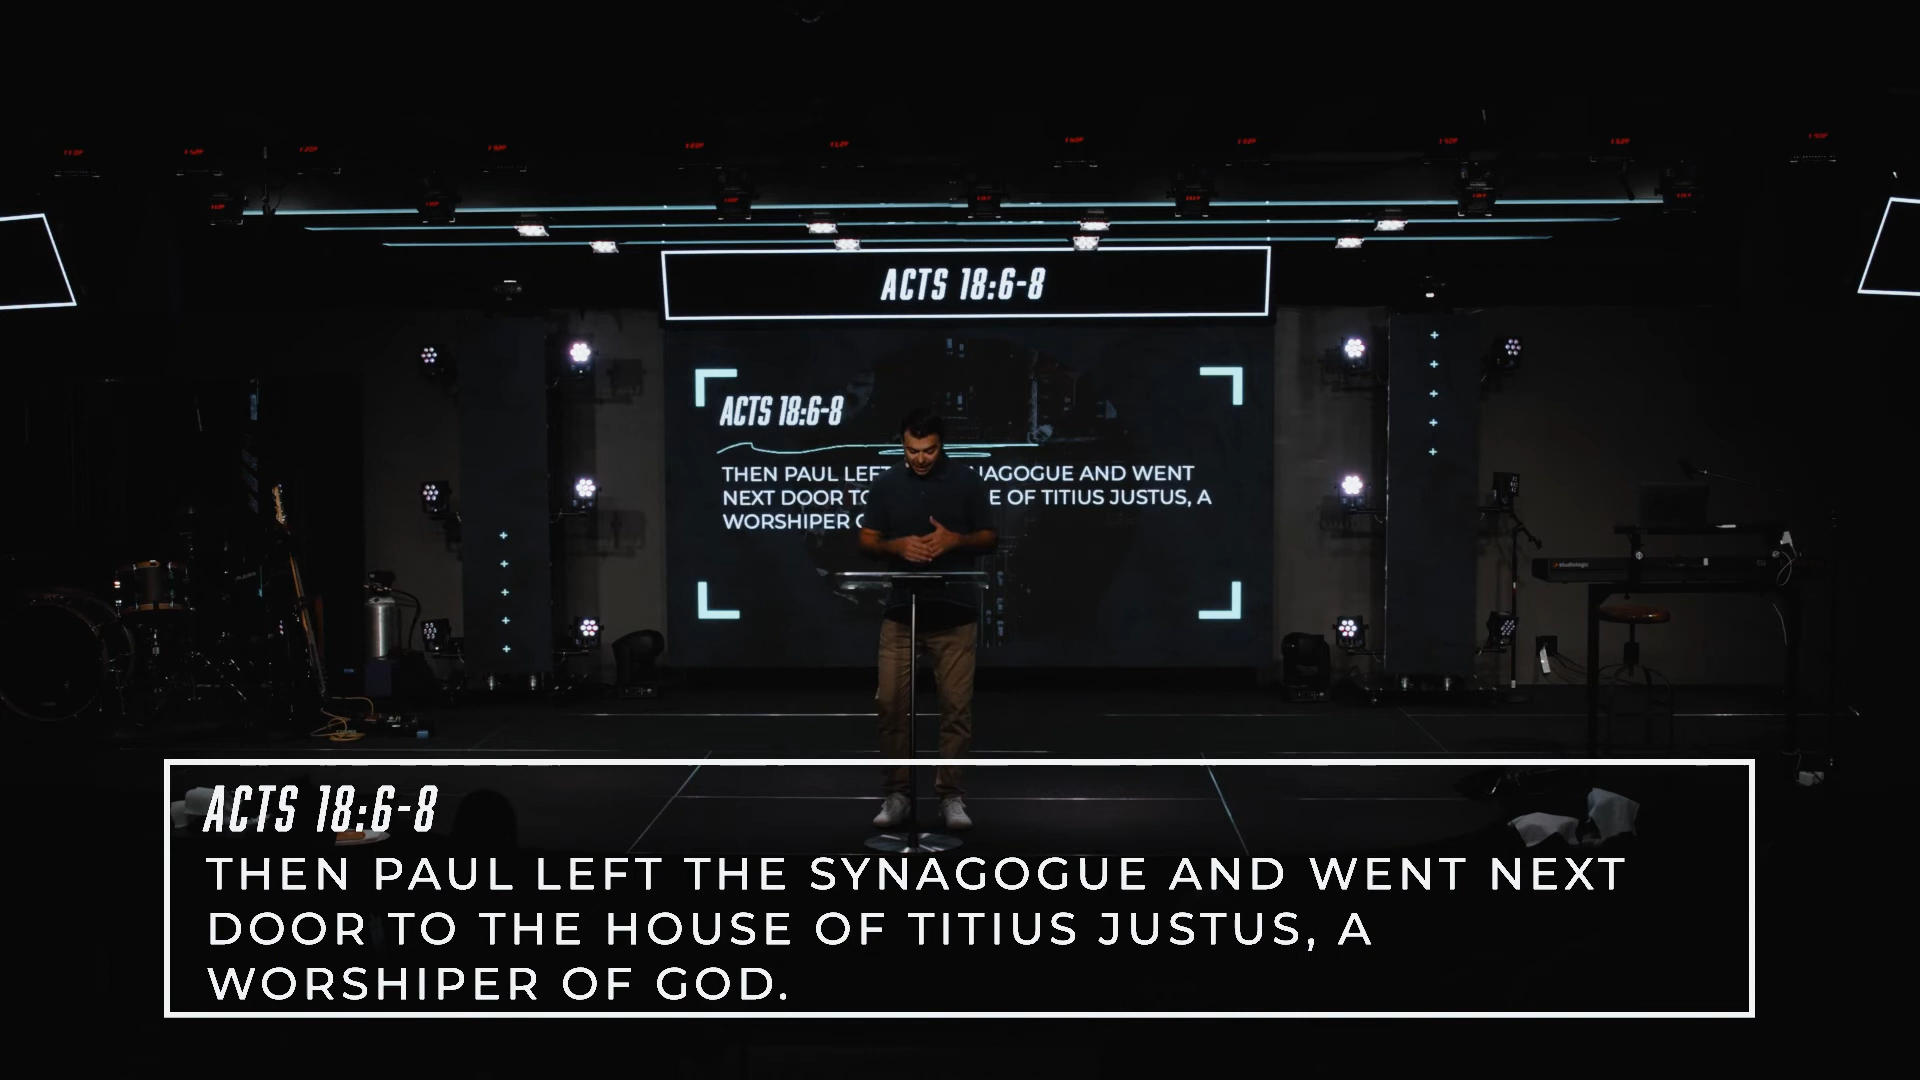 ACTS 18:6-8
ACTS 18:6-8
THEN PAUL LEFT NAGOGUE AND WENT
NEXT DOOR TO E OF TITIUS JUSTUS, A
WORSHIPER
studiologic
ACTS 18:6-8
THEN PAUL LEFT THE SYNAGOGUE AND WENT NEXT
DOOR TO THE HOUSE OF TITIUS JUSTUS, A
WORSHIPER OF GOD.